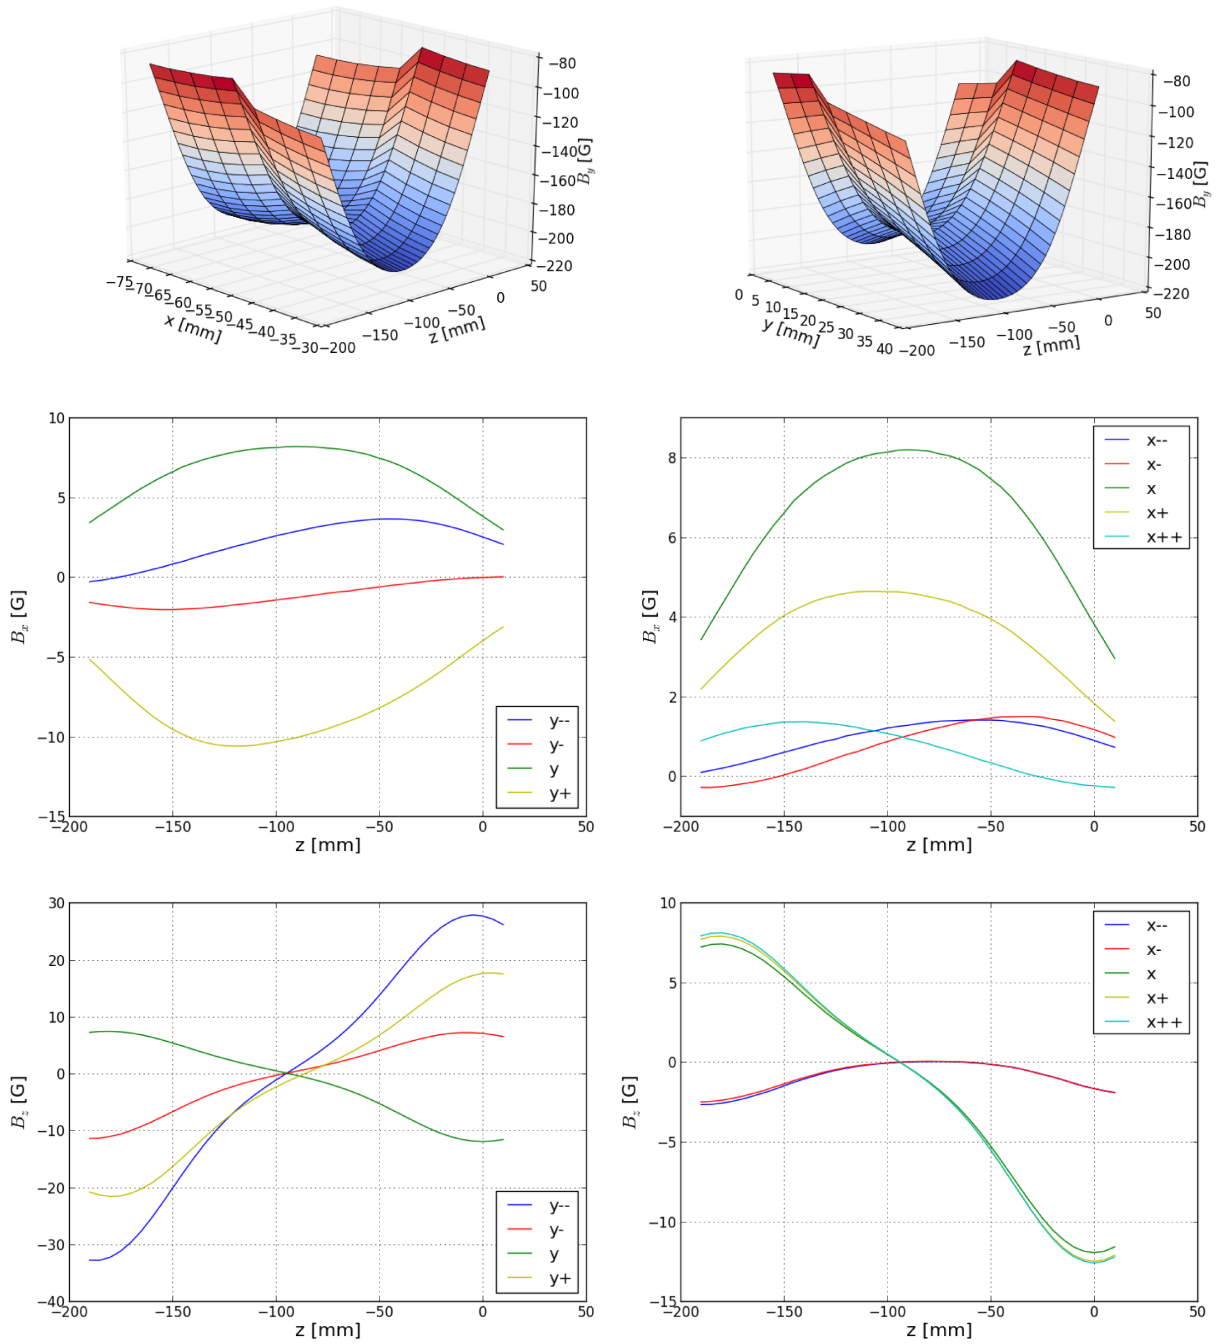 −80
−100
−120
−140
−160
−180
−200
−220
B_y [G]
−75
−70
−65
−60
−55
−50
−45
−40
−35
−30
x [mm]
−200
−150
−100
−50
0
50
z [mm]
−80
−100
−120
−140
−160
−180
−200
−220
B_y [G]
0
5
10
15
20
25
30
35
40
y [mm]
−200
−150
−100
−50
0
50
z [mm]
10
5
0
−5
−10
−15
B_x [G]
y--
y-
y
y+
−200 −150 −100 −50 0 50
z [mm]
8
6
4
2
0
B_x [G]
x--
x-
x
x+
x++
−200 −150 −100 −50 0 50
z [mm]
30
20
10
0
−10
−20
−30
−40
B_z [G]
y--
y-
y
y+
−200 −150 −100 −50 0 50
z [mm]
10
5
0
−5
−10
−15
B_z [G]
x--
x-
x
x+
x++
−200 −150 −100 −50 0 50
z [mm]